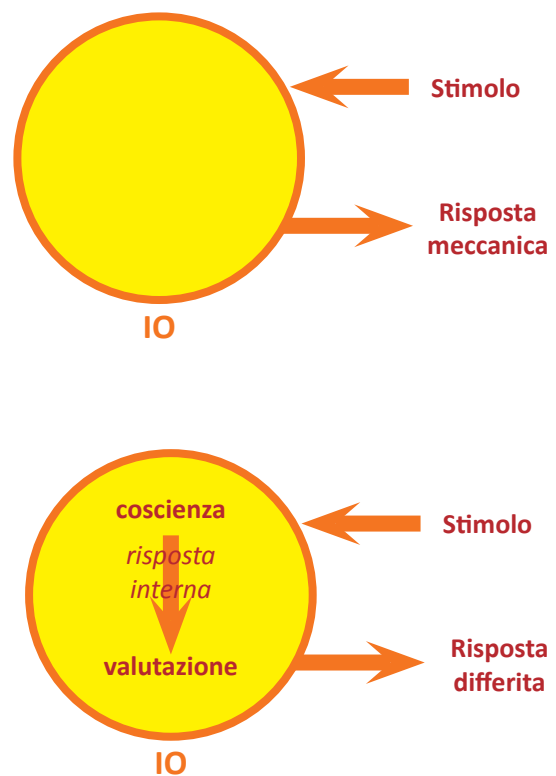 Stimolo
Risposta
meccanica
IO
coscienza
risposta
interna
valutazione
Stimolo
Risposta
differita
IO